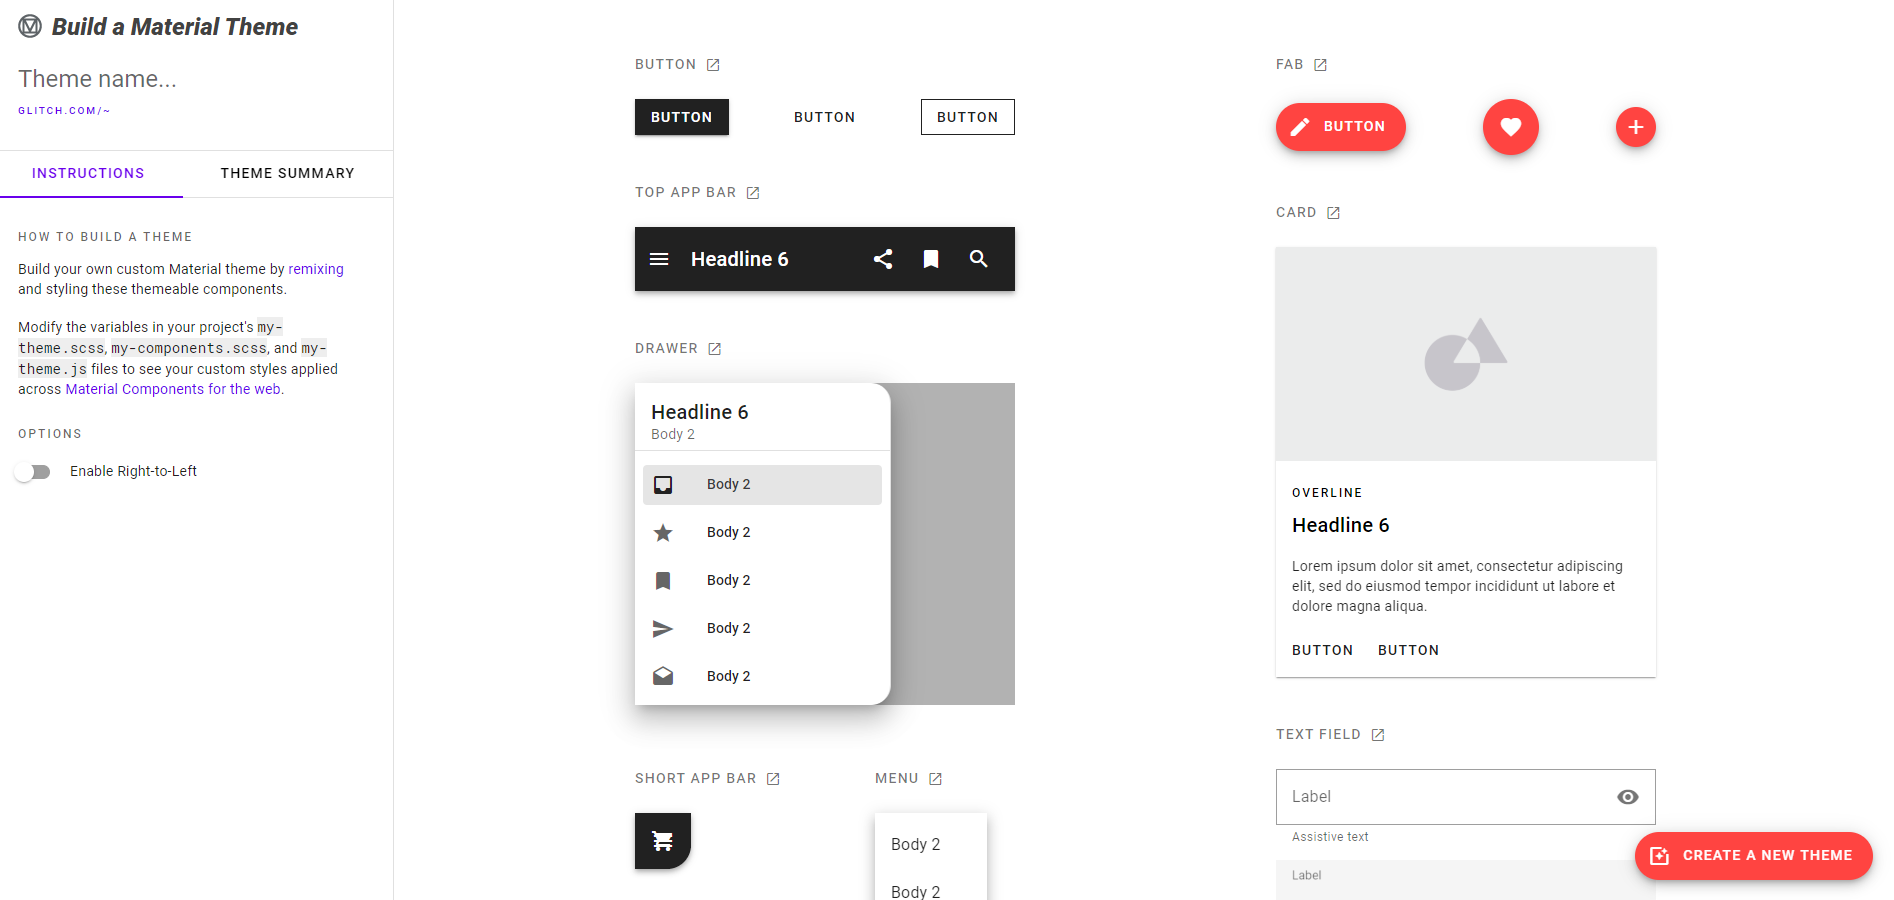 Build a Material Theme
Theme name...
GLITCH.COM/~
INSTRUCTIONS
THEME SUMMARY
HOW TO BUILD A THEME
Build your own custom Material theme by remixing
and styling these themeable components.
Modify the variables in your project's my-
theme.scss, my-components.scss, and my-
theme.js files to see your custom styles applied
across Material Components for the web.
OPTIONS
Enable Right-to-Left
BUTTON
BUTTON
BUTTON
BUTTON
TOP APP BAR
Headline 6
DRAWER
Headline 6
Body 2
Body 2
Body 2
Body 2
Body 2
Body 2
SHORT APP BAR
MENU
Body 2
Body 2
FAB
BUTTON
CARD
OVERLINE
Headline 6
Lorem ipsum dolor sit amet, consectetur adipiscing
elit, sed do eiusmod tempor incididunt ut labore et
dolore magna aliqua.
BUTTON
BUTTON
TEXT FIELD
Label
Assistive text
Label
CREATE A NEW THEME